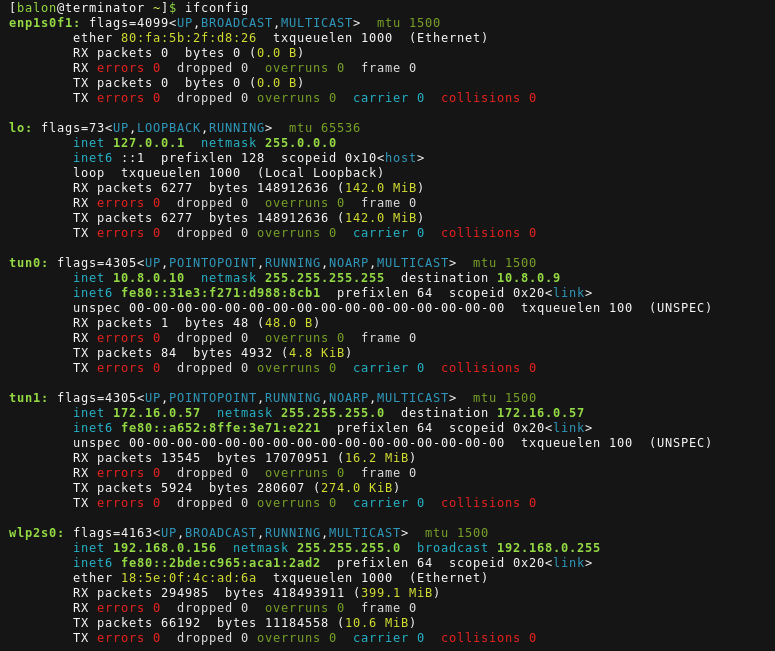 [balon@terminator ~]$ ifconfig
enp1s0f1: flags=4099<UP,BROADCAST,MULTICAST>  mtu 1500
        ether 80:fa:5b:2f:d8:26  txqueuelen 1000  (Ethernet)
        RX packets 0  bytes 0 (0.0 B)
        RX errors 0  dropped 0  overruns 0  frame 0
        TX packets 0  bytes 0 (0.0 B)
        TX errors 0  dropped 0 overruns 0  carrier 0  collisions 0

lo: flags=73<UP,LOOPBACK,RUNNING>  mtu 65536
        inet 127.0.0.1  netmask 255.0.0.0
        inet6 ::1  prefixlen 128  scopeid 0x10<host>
        loop  txqueuelen 1000  (Local Loopback)
        RX packets 6277  bytes 148912636 (142.0 MiB)
        RX errors 0  dropped 0  overruns 0  frame 0
        TX packets 6277  bytes 148912636 (142.0 MiB)
        TX errors 0  dropped 0 overruns 0  carrier 0  collisions 0

tun0: flags=4305<UP,POINTOPOINT,RUNNING,NOARP,MULTICAST>  mtu 1500
        inet 10.8.0.10  netmask 255.255.255.255  destination 10.8.0.9
        inet6 fe80::31e3:f271:d988:8cb1  prefixlen 64  scopeid 0x20<link>
        unspec 00-00-00-00-00-00-00-00-00-00-00-00-00-00-00-00  txqueuelen 100  (UNSPEC)
        RX packets 1  bytes 48 (48.0 B)
        RX errors 0  dropped 0  overruns 0  frame 0
        TX packets 84  bytes 4932 (4.8 KiB)
        TX errors 0  dropped 0 overruns 0  carrier 0  collisions 0

tun1: flags=4305<UP,POINTOPOINT,RUNNING,NOARP,MULTICAST>  mtu 1500
        inet 172.16.0.57  netmask 255.255.255.0  destination 172.16.0.57
        inet6 fe80::a652:8ffe:3e71:e221  prefixlen 64  scopeid 0x20<link>
        unspec 00-00-00-00-00-00-00-00-00-00-00-00-00-00-00-00  txqueuelen 100  (UNSPEC)
        RX packets 13545  bytes 17070951 (16.2 MiB)
        RX errors 0  dropped 0  overruns 0  frame 0
        TX packets 5924  bytes 280607 (274.0 KiB)
        TX errors 0  dropped 0 overruns 0  carrier 0  collisions 0

wlp2s0: flags=4163<UP,BROADCAST,RUNNING,MULTICAST>  mtu 1500
        inet 192.168.0.156  netmask 255.255.255.0  broadcast 192.168.0.255
        inet6 fe80::2bde:c965:aca1:2ad2  prefixlen 64  scopeid 0x20<link>
        ether 18:5e:0f:4c:ad:6a  txqueuelen 1000  (Ethernet)
        RX packets 294985  bytes 418493911 (399.1 MiB)
        RX errors 0  dropped 0  overruns 0  frame 0
        TX packets 66192  bytes 11184558 (10.6 MiB)
        TX errors 0  dropped 0 overruns 0  carrier 0  collisions 0